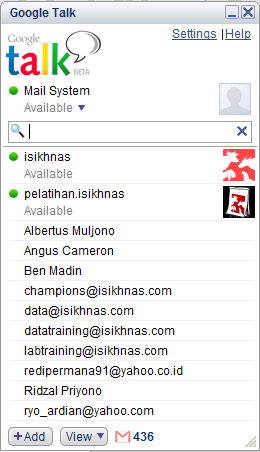 Google Talk
Settings | Help
Google
talk
BETA
Mail System
Available
isikhnas
Available
pelatihan.isikhnas
Available
Albertus Muljono
Angus Cameron
Ben Madin
champions@isikhnas.com
data@isikhnas.com
datatraining@isikhnas.com
labtraining@isikhnas.com
redipermana91@yahoo.co.id
Ridzal Priyono
ryo_ardian@yahoo.com
+Add View 436